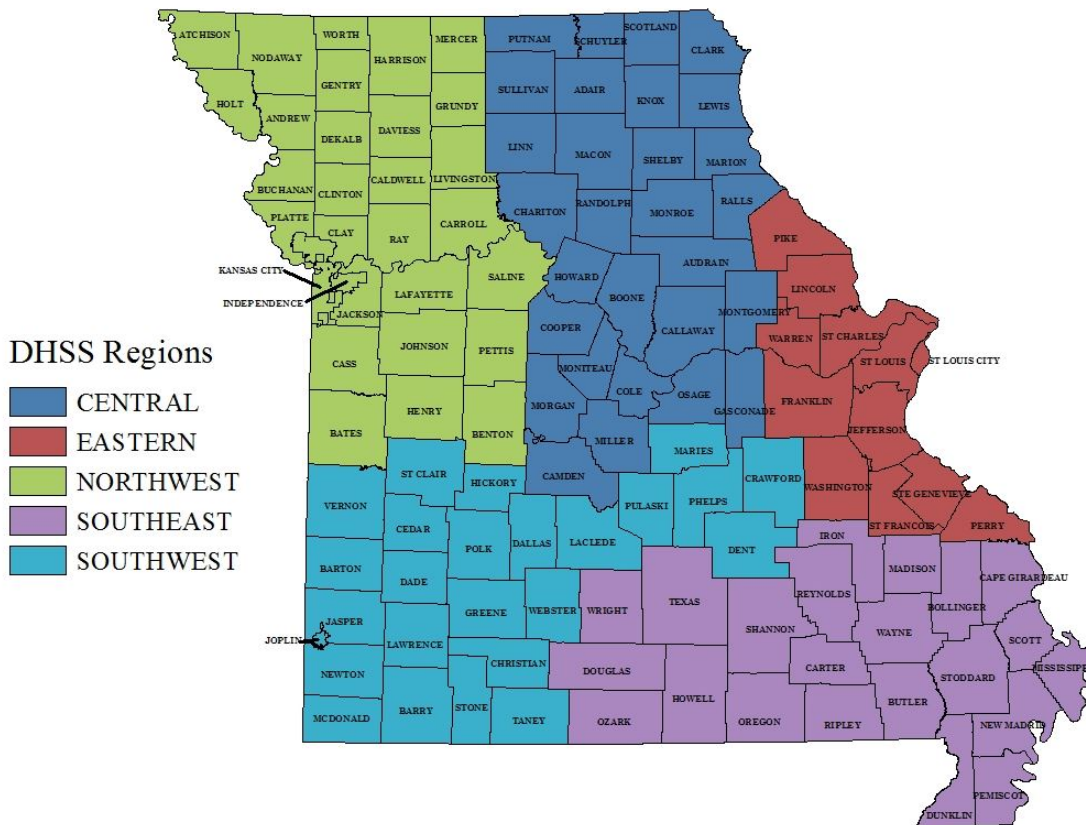 ATCHISON
NODAWAY
WORTH
HARRISON
MERCER
PUTNAM
SCHUYLER
SCOTLAND
CLARK
HOLT
GENTRY
GRUNDY
SULLIVAN
ADAIR
KNOX
LEWIS
ANDREW
DEKALB
DAVIESS
LINN
MACON
SHELBY
MARION
BUCHANAN
CLINTON
CALDWELL
LIVINGSTON
CHARITON
RANDOLPH
MONROE
RALLS
PLATTE
CLAY
RAY
CARROLL
PIKE
KANSAS CITY
INDEPENDENCE
JACKSON
LAFAYETTE
SALINE
HOWARD
BOONE
AUDRAIN
LINCOLN
COOPER
CALLAWAY
MONTGOMERY
WARREN
ST CHARLES
ST LOUIS
ST LOUIS CITY
CASS
JOHNSON
PETTIS
MONITEAU
COLE
OSAGE
GASCONADE
FRANKLIN
JEFFERSON
BATES
HENRY
BENTON
MORGAN
MILLER
MARIES
CAMDEN
ST CLAIR
HICKORY
PULASKI
PHELPS
CRAWFORD
WASHINGTON
STE GENEVIEVE
ST FRANCOIS
PERRY
VERNON
CEDAR
POLK
DALLAS
LACLEDE
DENT
IRON
MADISON
CAPE GIRARDEAU
BARTON
DADE
GREENE
WEBSTER
WRIGHT
TEXAS
REYNOLDS
BOLLINGER
JASPER
JOPLIN
LAWRENCE
SHANNON
WAYNE
SCOTT
MISSISSIPPI
NEWTON
CHRISTIAN
DOUGLAS
HOWELL
CARTER
BUTLER
STODDARD
MCDONALD
BARRY
STONE
TANEY
OZARK
OREGON
RIPLEY
NEW MADRID
PEMISCOT
DUNKLIN
DHSS Regions
CENTRAL
EASTERN
NORTHWEST
SOUTHEAST
SOUTHWEST